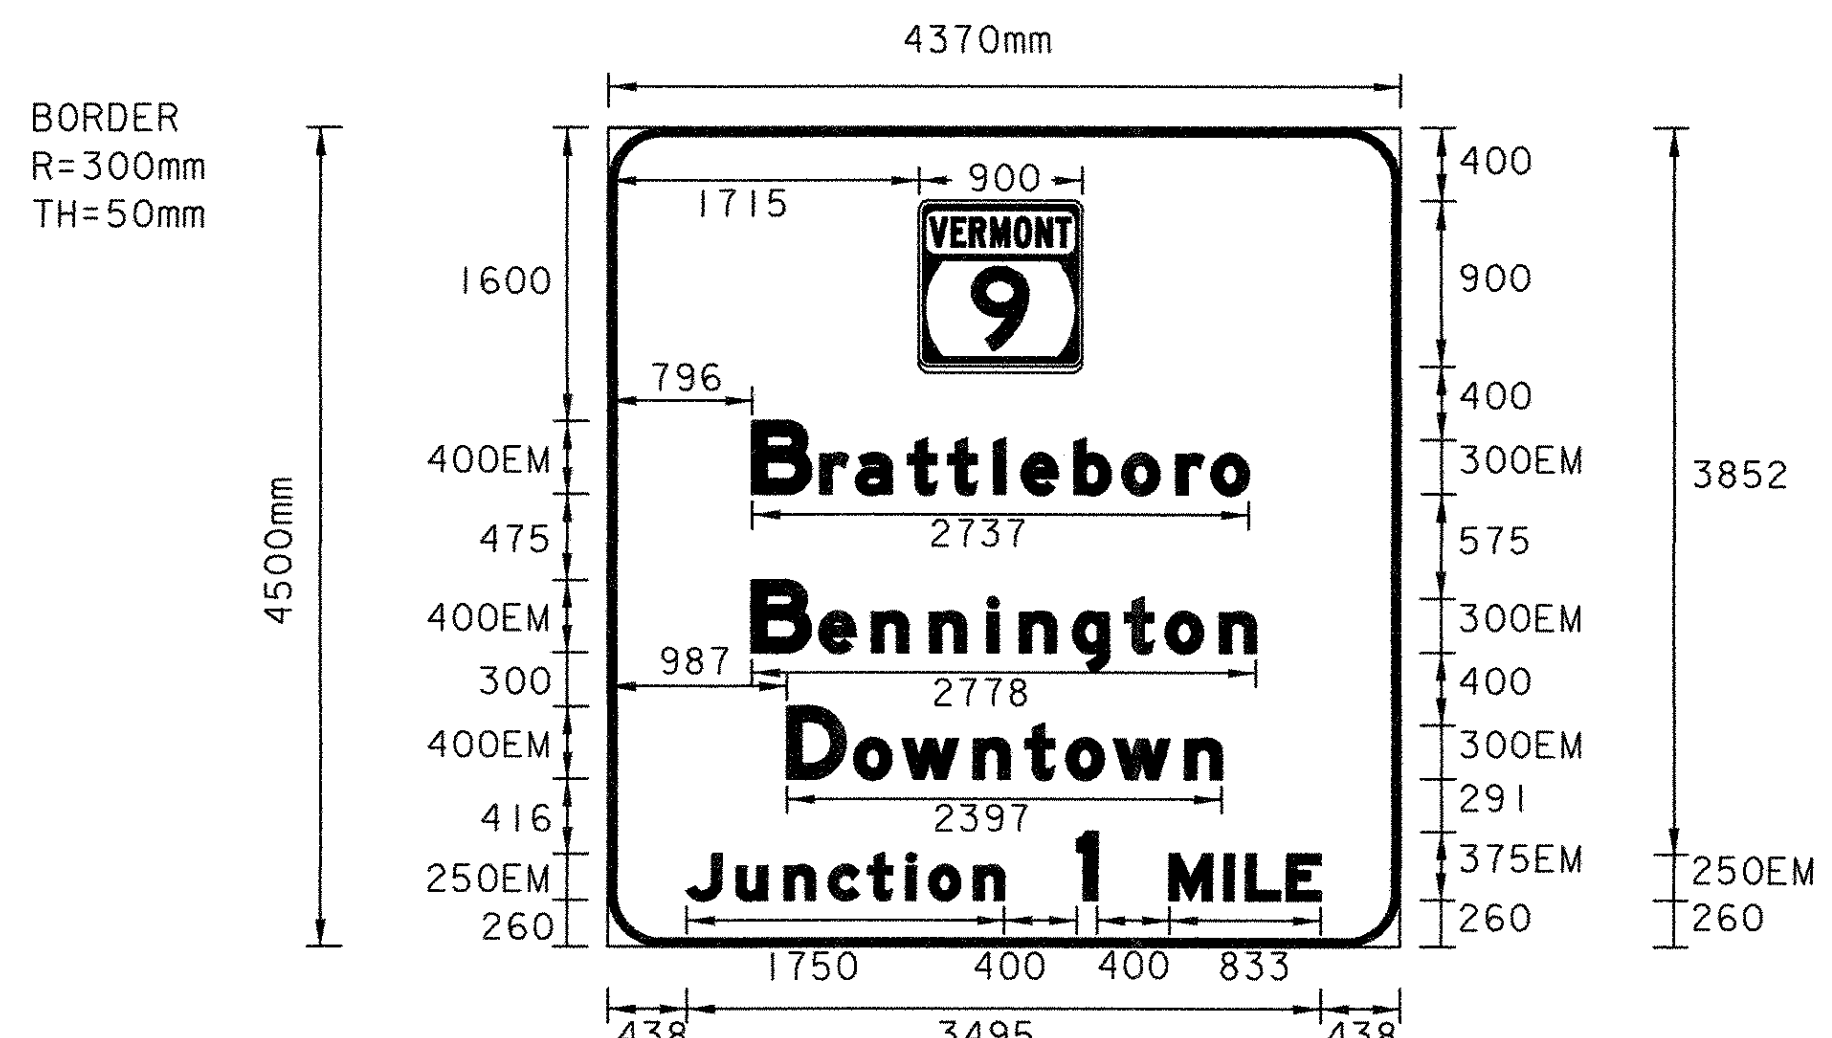 4370mm
BORDER
R=300mm
TH=50mm
400
900
1715
VERMONT
9
1600
900
796
400
Brattleboro
400EM
300EM
3852
2737
475
575
4500mm
Bennington
400EM
300EM
987
2778
300
400
Downtown
400EM
300EM
2397
416
291
Junction 1 MILE
250EM
375EM
250EM
260
260
260
1750 400 400 833
438 3495 438